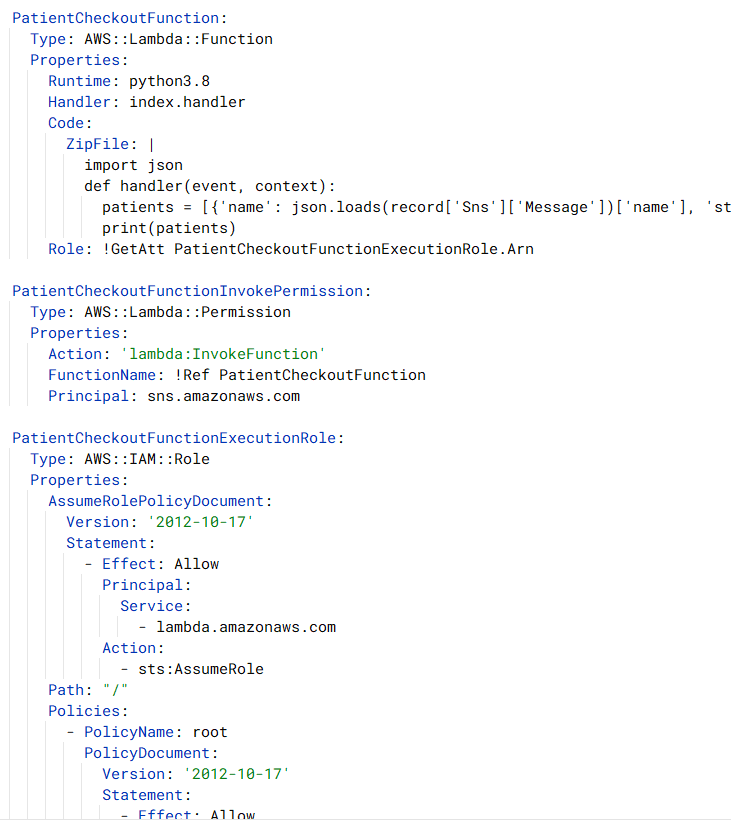 PatientCheckoutFunction:
  Type: AWS::Lambda::Function
  Properties:
    Runtime: python3.8
    Handler: index.handler
    Code:
      ZipFile: |
        import json
        def handler(event, context):
          patients = [{'name': json.loads(record['Sns']['Message'])['name'], 'st
          print(patients)
    Role: !GetAtt PatientCheckoutFunctionExecutionRole.Arn

PatientCheckoutFunctionInvokePermission:
  Type: AWS::Lambda::Permission
  Properties:
    Action: 'lambda:InvokeFunction'
    FunctionName: !Ref PatientCheckoutFunction
    Principal: sns.amazonaws.com

PatientCheckoutFunctionExecutionRole:
  Type: AWS::IAM::Role
  Properties:
    AssumeRolePolicyDocument:
      Version: '2012-10-17'
      Statement:
        - Effect: Allow
          Principal:
            Service:
              - lambda.amazonaws.com
          Action:
            - sts:AssumeRole
    Path: "/"
    Policies:
      - PolicyName: root
        PolicyDocument:
          Version: '2012-10-17'
          Statement:
            - Effect: Allow